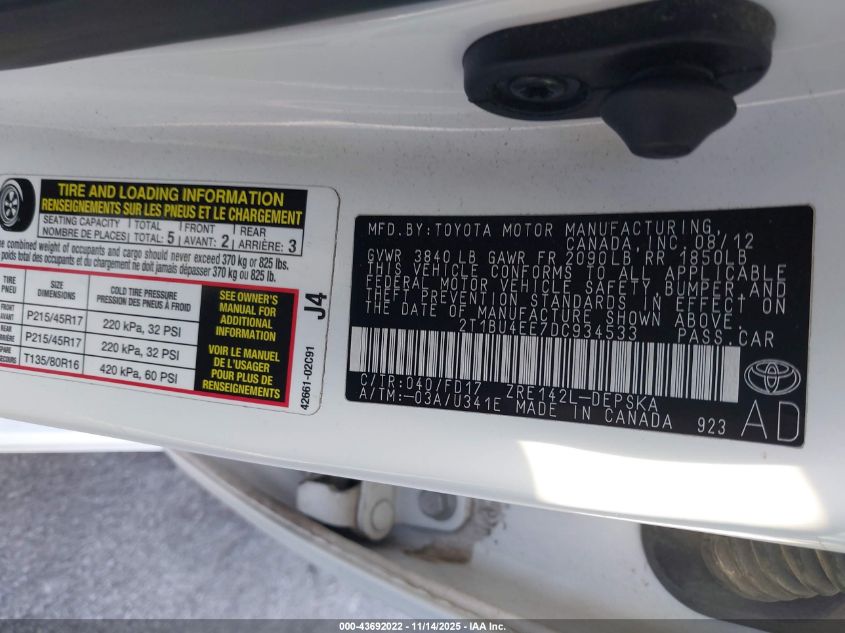 TIRE AND LOADING INFORMATION
RENSEIGNEMENTS SUR LES PNEUS ET LE CHARGEMENT
SEATING CAPACITY
NOMBRE DE PLACES
TOTAL: 5
FRONT
AVANT: 2
REAR
ARRIÈRE: 3
combined weight of occupants and cargo should never exceed 370 kg or 825 lbs.
poids total des occupants et du chargement ne doit jamais dépasser 370 kg ou 825 lb.
TIRE
PNEU
SIZE
DIMENSIONS
COLD TIRE PRESSURE
PRESSION DES PNEUS À FROID
FRONT
AVANT
P215/45R17
220 kPa, 32 PSI
REAR
P215/45R17
220 kPa, 32 PSI
T135/80R16
420 kPa, 60 PSI
SEE OWNER'S
MANUAL FOR
ADDITIONAL
INFORMATION
VOIR LE MANUEL
DE L'USAGER
POUR PLUS DE
RENSEIGNEMENTS
J4
42661-02C91
MFD.BY:TOYOTA MOTOR MANUFACTURING,
CANADA, INC. 08/12
GVWR 3840LB GAWR FR 2090LB RR 1850LB
THIS VEHICLE CONFORMS TO ALL APPLICABLE
FEDERAL MOTOR VEHICLE SAFETY, BUMPER, AND
THEFT PREVENTION STANDARDS IN EFFECT ON
THE DATE OF MANUFACTURE SHOWN ABOVE.
2T1BU4EE7DC934533 PASS.CAR
C/TR:040/FD17 ZRE142L-DEPSKA
A/TM:-03A/U341E MADE IN CANADA 923
AD
000-43692022 - 11/14/2025 - IAA Inc.